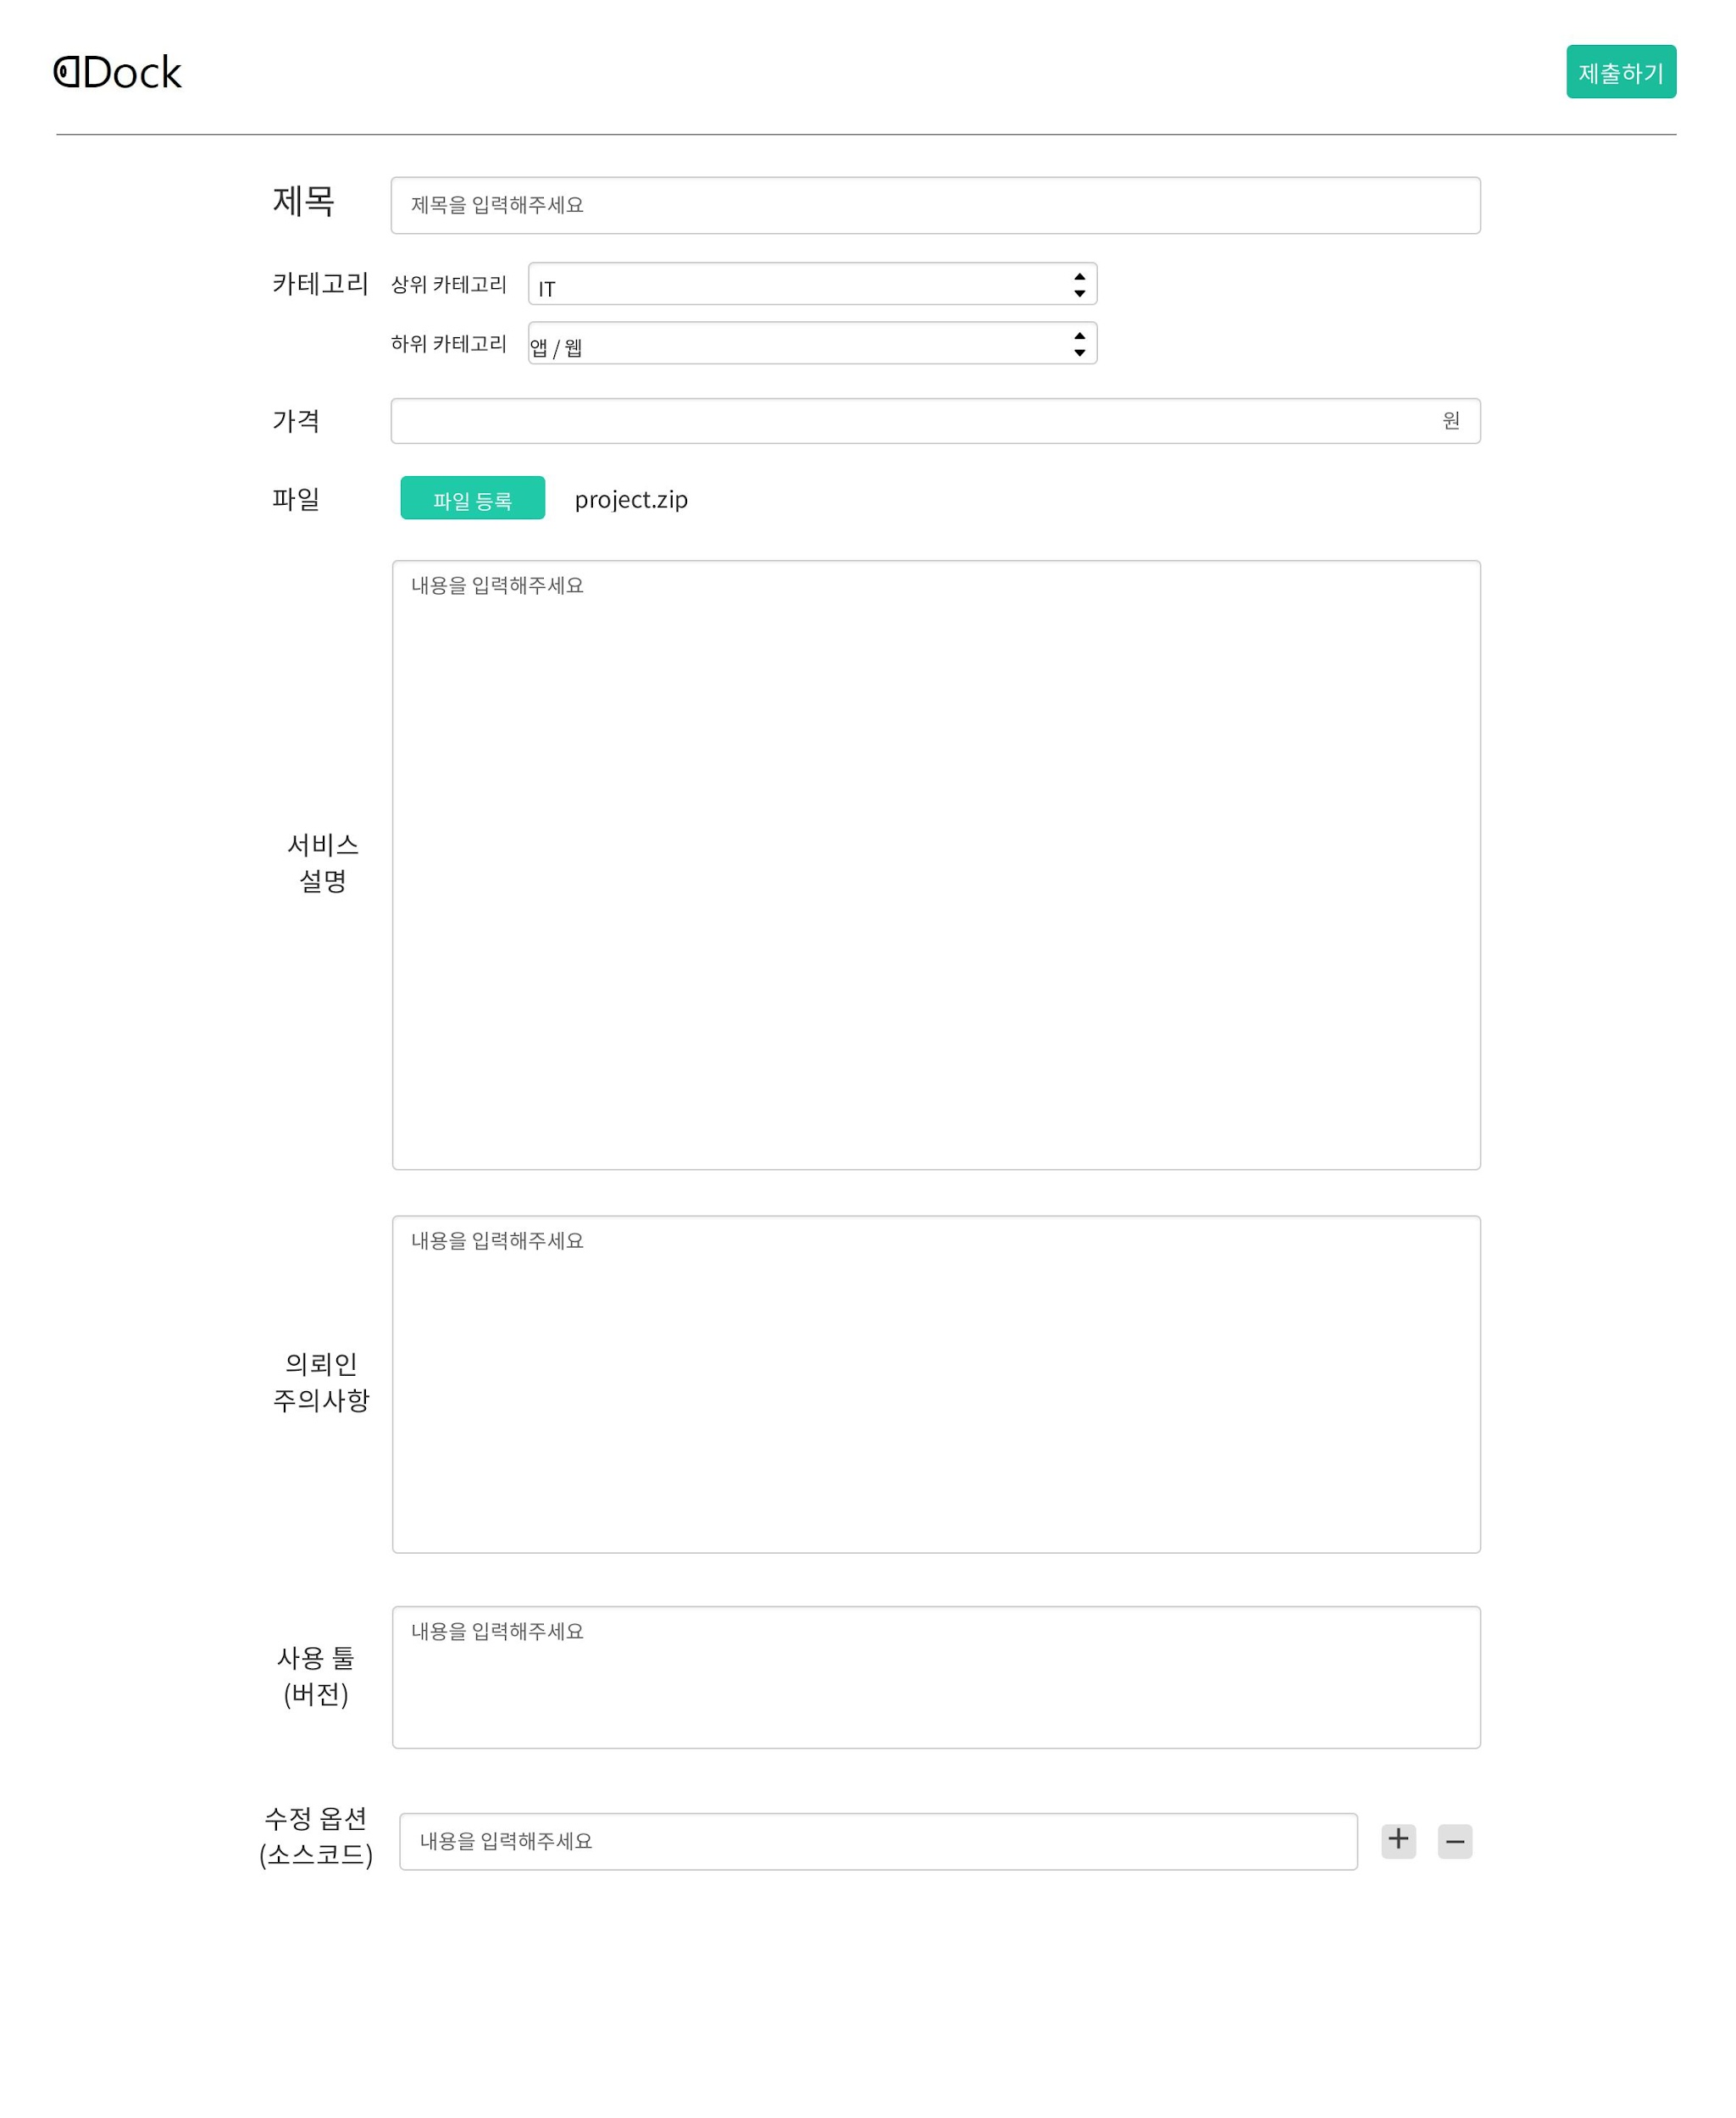 Dock
제출하기
제목
제목을 입력해주세요
카테고리
상위 카테고리
IT
하위 카테고리
앱 / 웹
가격
원
파일
파일 등록
project.zip
내용을 입력해주세요
서비스
설명
내용을 입력해주세요
의뢰인
주의사항
내용을 입력해주세요
사용 툴
(버전)
수정 옵션
(소스코드)
내용을 입력해주세요
+
−